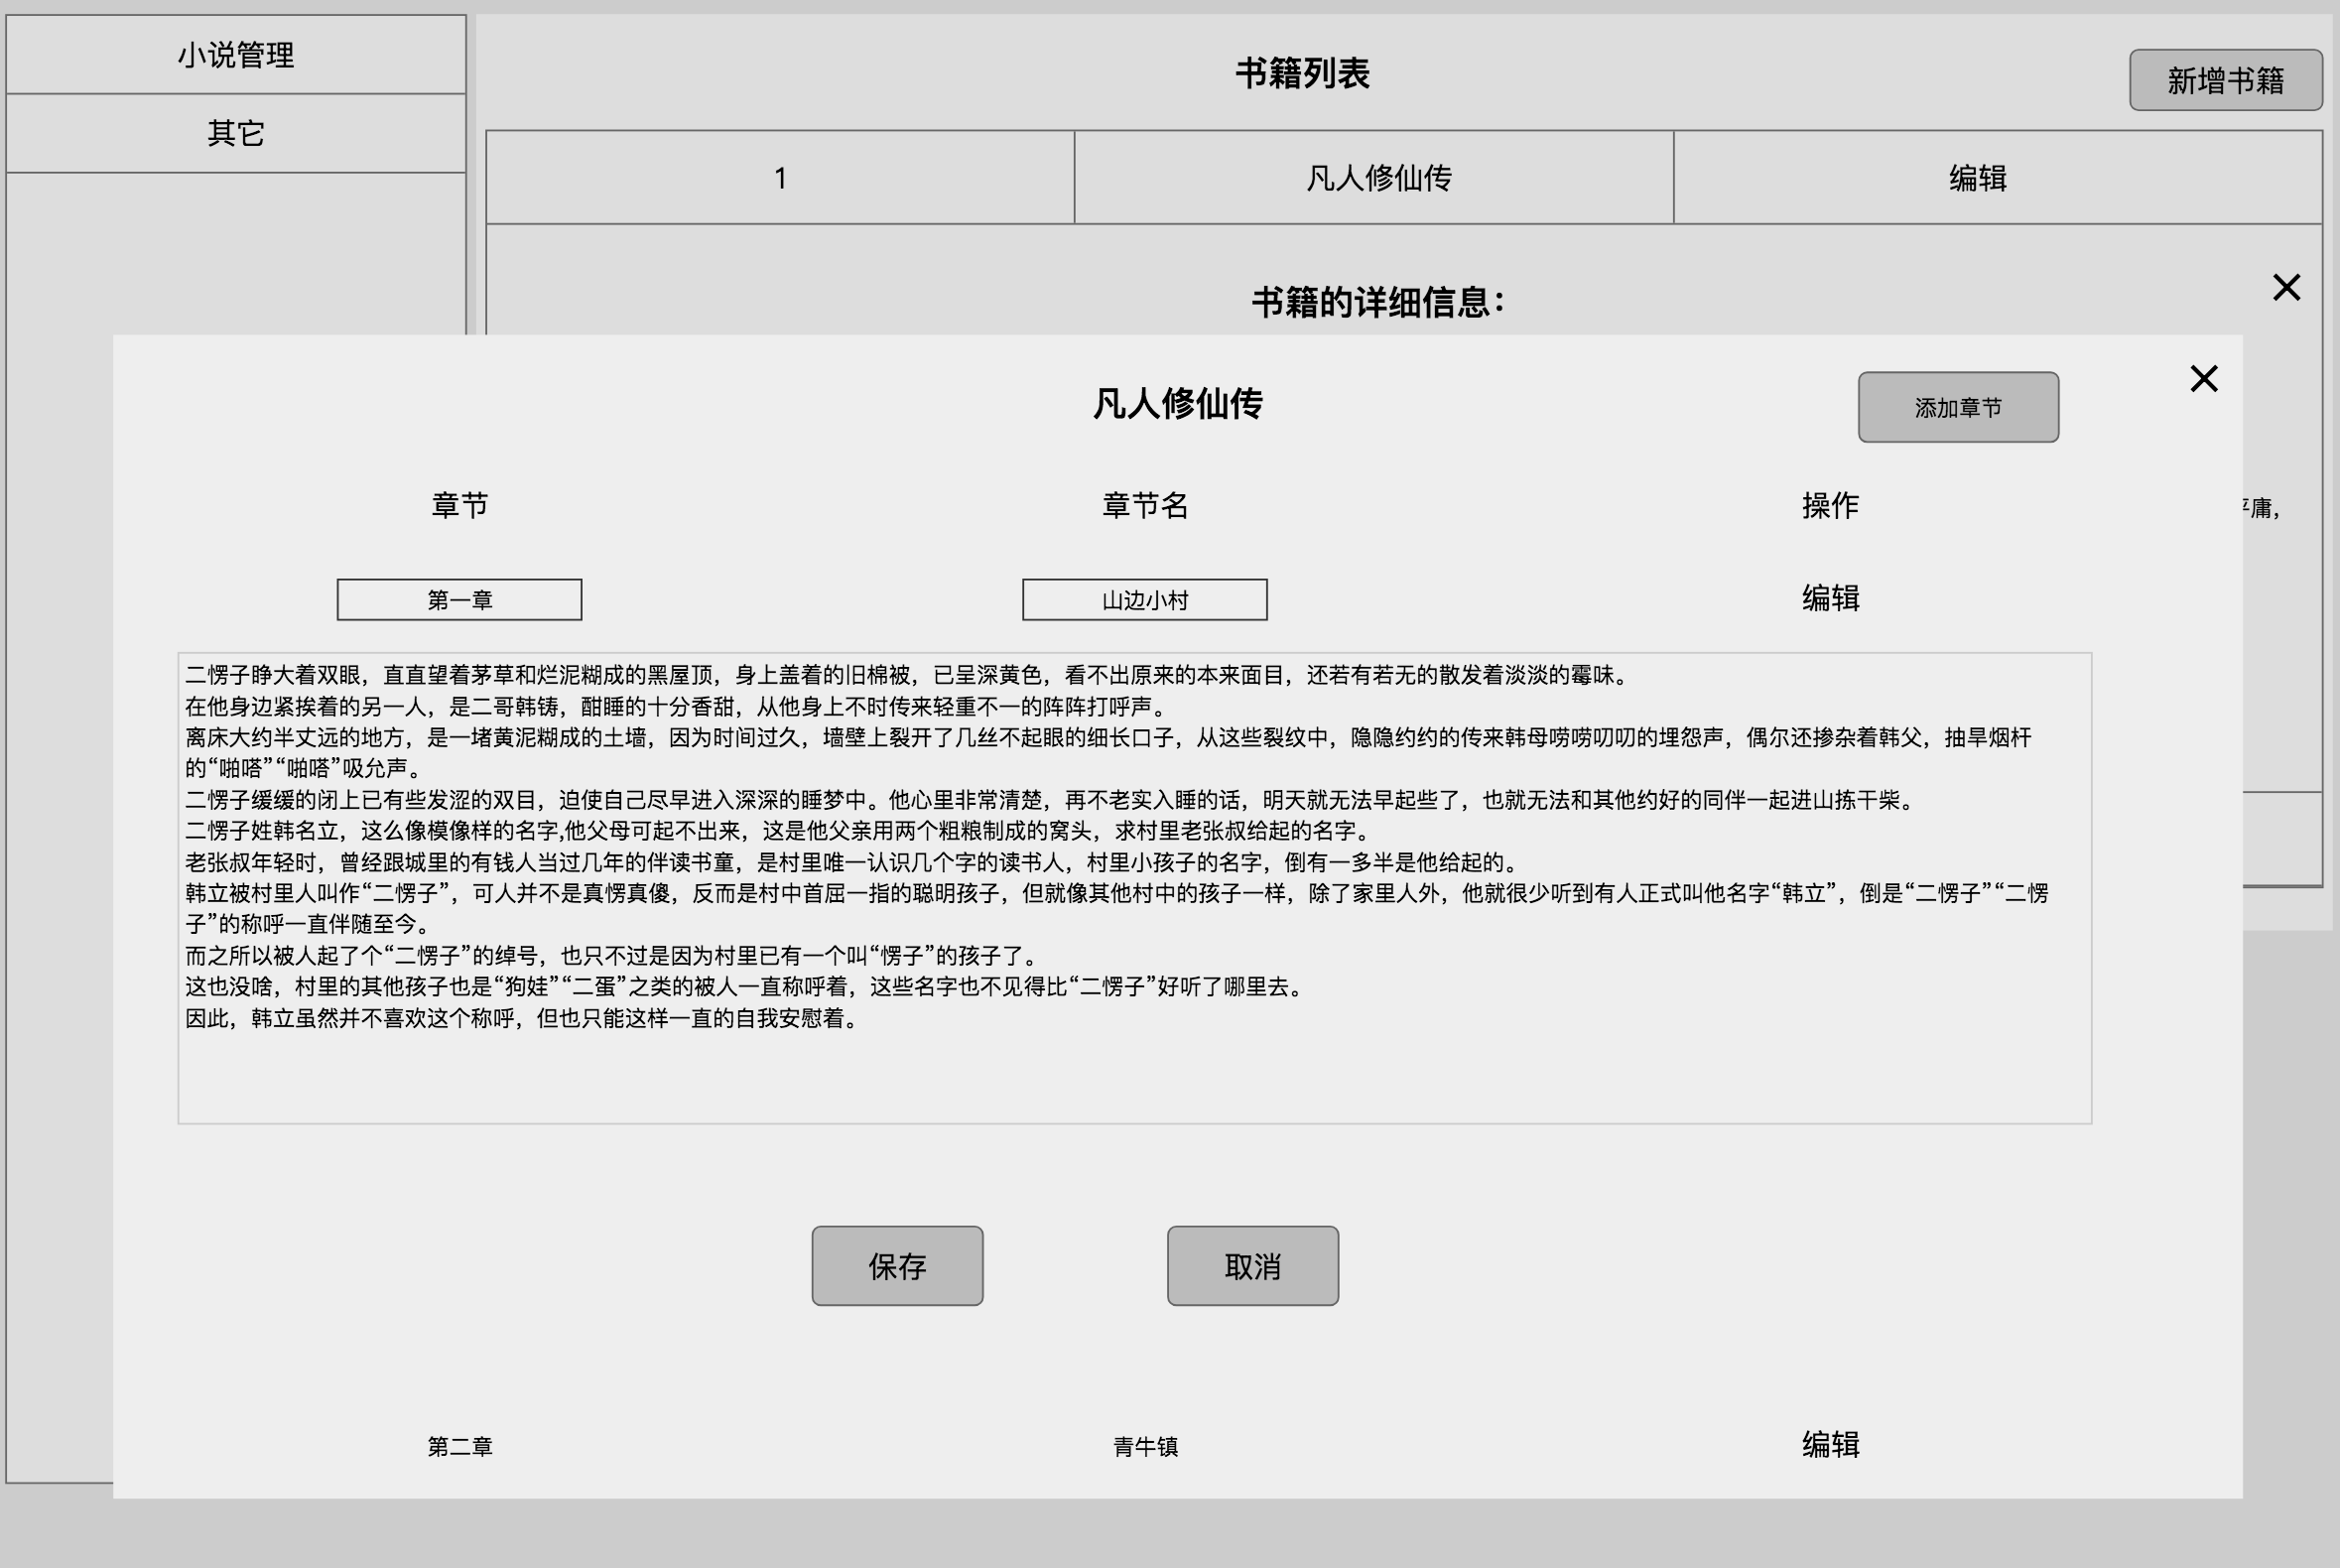 小说管理
其它
书籍列表
新增书籍
1
凡人修仙传
编辑
书籍的详细信息：
凡人修仙传
添加章节
章节
章节名
操作
庸，
第一章
山边小村
编辑
二愣子睁大着双眼，直直望着茅草和烂泥糊成的黑屋顶，身上盖着的旧棉被，已呈深黄色，看不出原来的本来面目，还若有若无的散发着淡淡的霉味。
在他身边紧挨着的另一人，是二哥韩铸，酣睡的十分香甜，从他身上不时传来轻重不一的阵阵打呼声。
离床大约半丈远的地方，是一堵黄泥糊成的土墙，因为时间过久，墙壁上裂开了几丝不起眼的细长口子，从这些裂纹中，隐隐约约的传来韩母唠唠叨叨的埋怨声，偶尔还掺杂着韩父，抽旱烟杆
的“啪嗒”“啪嗒”吸允声。
二愣子缓缓的闭上已有些发涩的双目，迫使自己尽早进入深深的睡梦中。他心里非常清楚，再不老实入睡的话，明天就无法早起些了，也就无法和其他约好的同伴一起进山拣干柴。
二愣子姓韩名立，这么像模像样的名字,他父母可起不出来，这是他父亲用两个粗粮制成的窝头，求村里老张叔给起的名字。
老张叔年轻时，曾经跟城里的有钱人当过几年的伴读书童，是村里唯一认识几个字的读书人，村里小孩子的名字，倒有一多半是他给起的。
韩立被村里人叫作“二愣子”，可人并不是真愣真傻，反而是村中首屈一指的聪明孩子，但就像其他村中的孩子一样，除了家里人外，他就很少听到有人正式叫他名字“韩立”，倒是“二愣子”“二愣
子”的称呼一直伴随至今。
而之所以被人起了个“二愣子”的绰号，也只不过是因为村里已有一个叫“愣子”的孩子了。
这也没啥，村里的其他孩子也是“狗娃”“二蛋”之类的被人一直称呼着，这些名字也不见得比“二愣子”好听了哪里去。
因此，韩立虽然并不喜欢这个称呼，但也只能这样一直的自我安慰着。
保存
取消
第二章
青牛镇
编辑